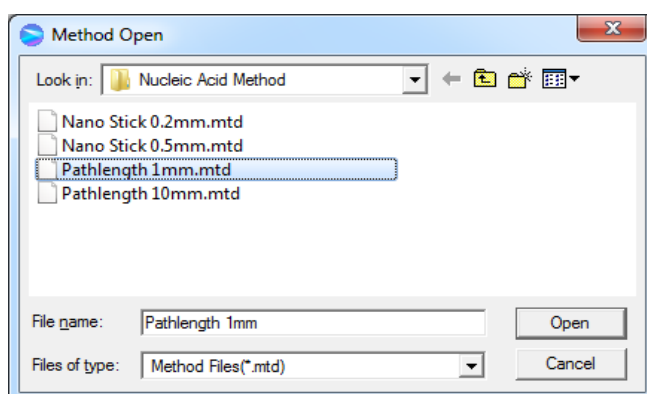 Method Open
Look in: Nucleic Acid Method
Nano Stick 0.2mm.mtd
Nano Stick 0.5mm.mtd
Pathlength 1mm.mtd
Pathlength 10mm.mtd
File name: Pathlength 1mm Open
Files of type: Method Files(*.mtd) Cancel